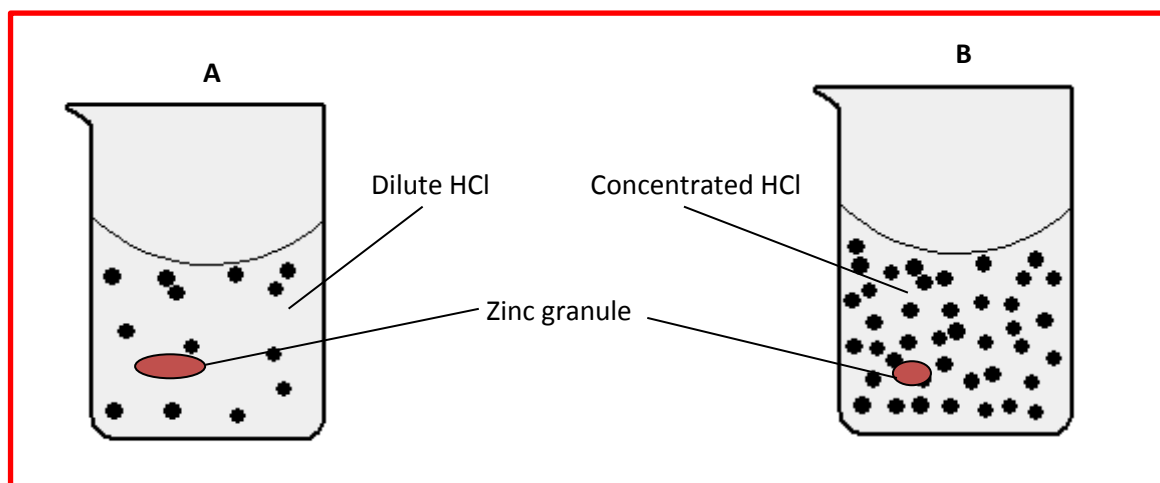 A
B
Dilute HCl
Concentrated HCl
Zinc granule